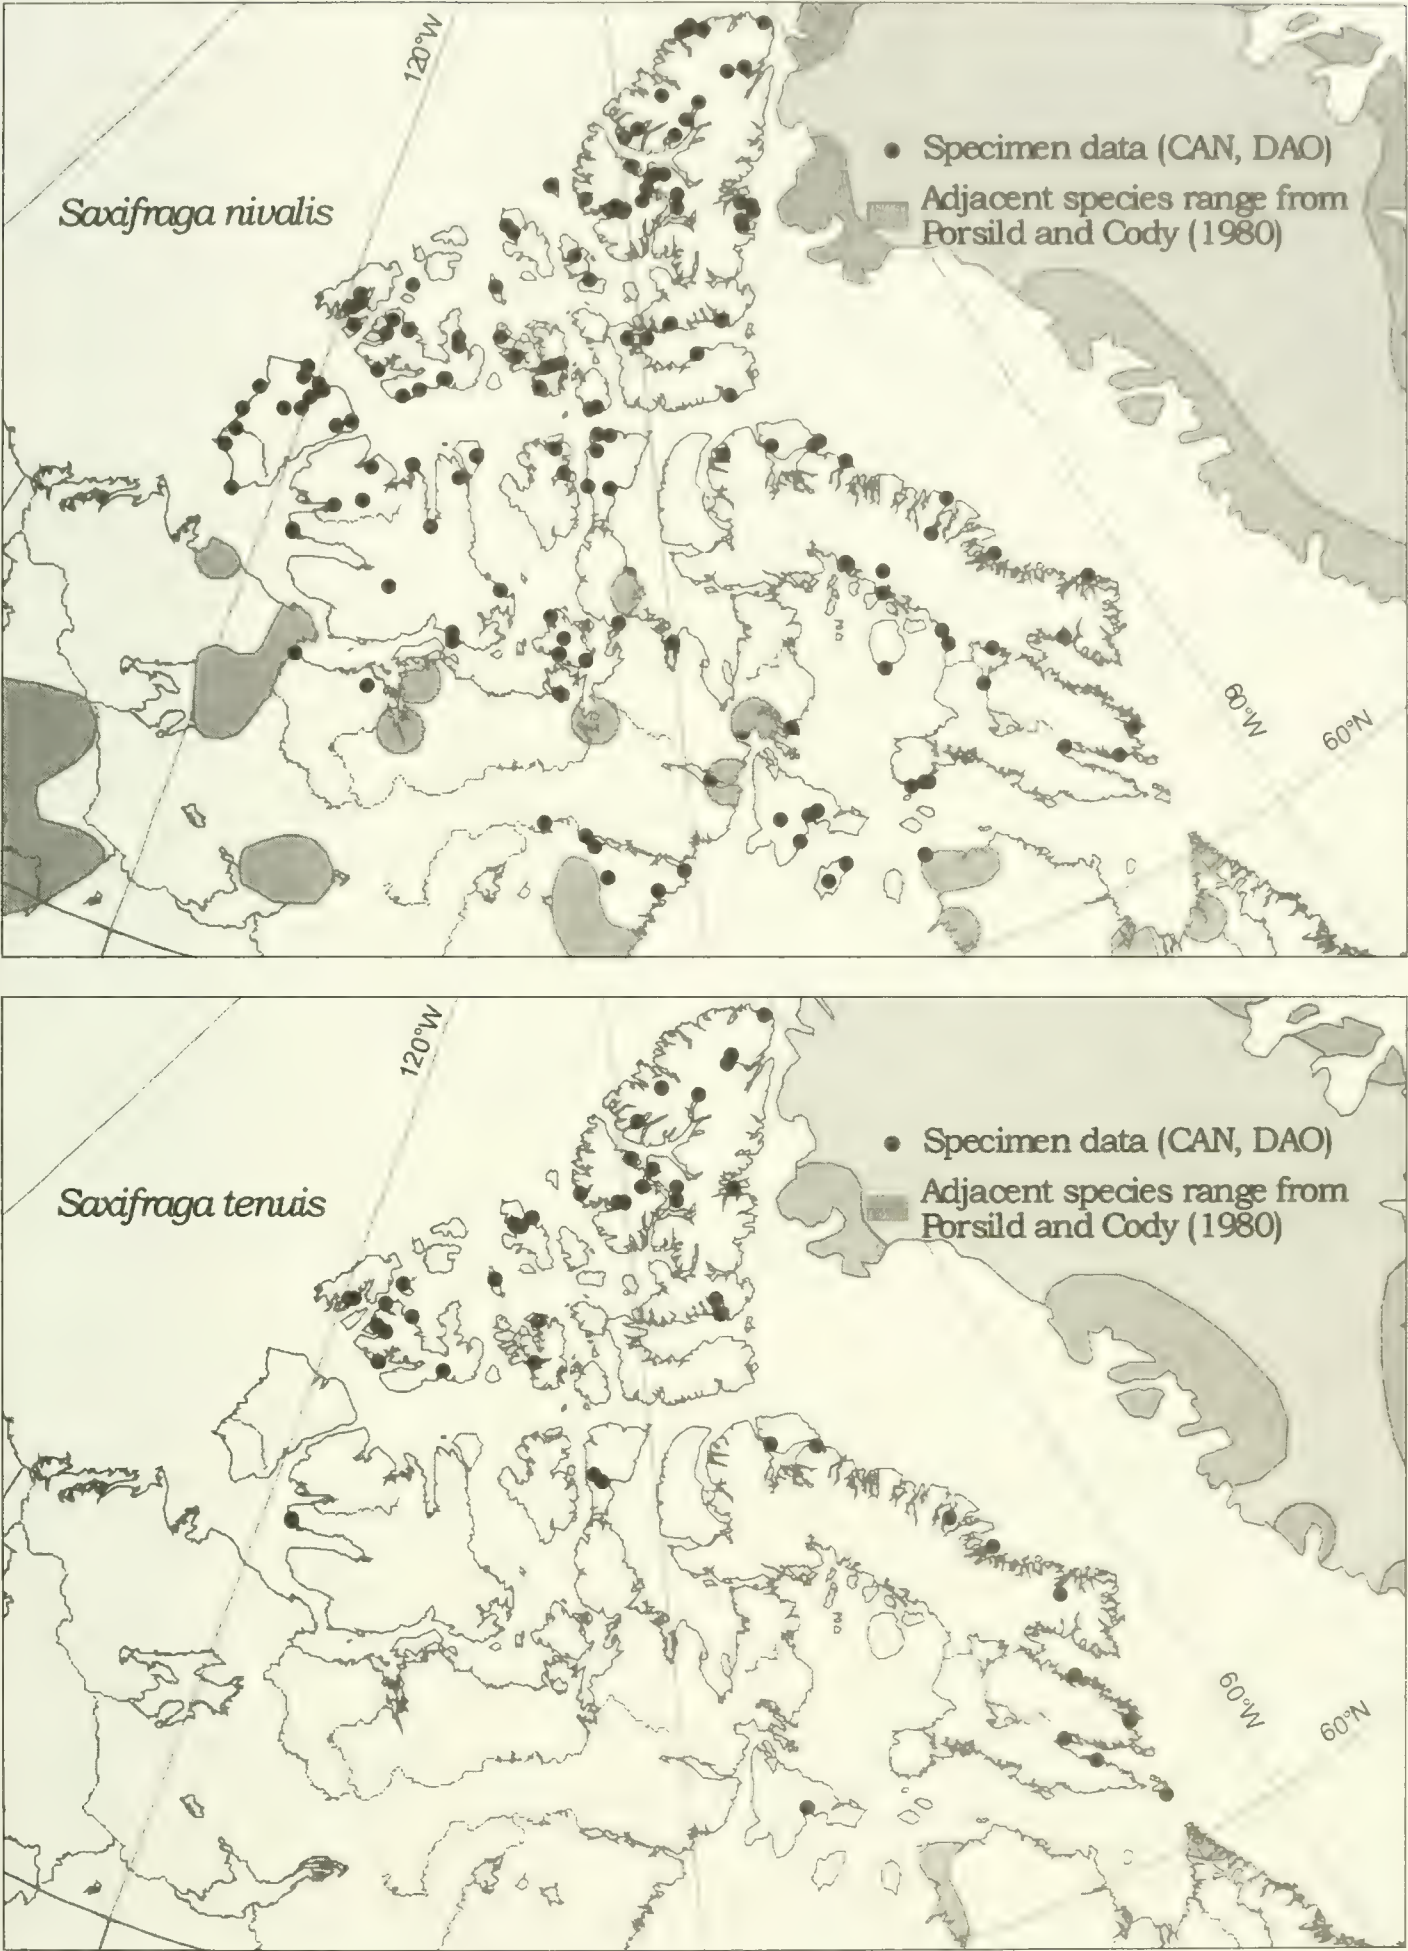 120°W
Saxifraga nivalis
Specimen data (CAN, DAO)
Adjacent species range from
Porsild and Cody (1980)
60°W
60°N
120°W
Saxifraga tenuis
Specimen data (CAN, DAO)
Adjacent species range from
Porsild and Cody (1980)
60°W
60°N